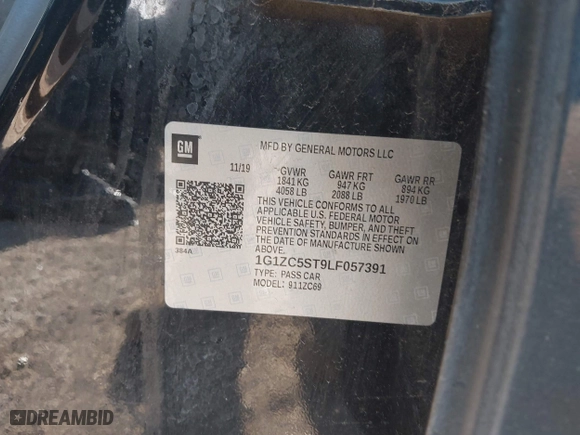 GM
MFD BY GENERAL MOTORS LLC
11/19 GVWR GAWR FRT GAWR RR
1841 KG 947 KG 894 KG
4058 LB 2088 LB 1970 LB
THIS VEHICLE CONFORMS TO ALL
APPLICABLE U.S. FEDERAL MOTOR
VEHICLE SAFETY, BUMPER, AND THEFT
PREVENTION STANDARDS IN EFFECT ON
THE DATE OF MANUFACTURE SHOWN
ABOVE.
384A
1G1ZC5ST9LF057391
TYPE: PASS CAR
MODEL: 911ZC69
DREAMBID